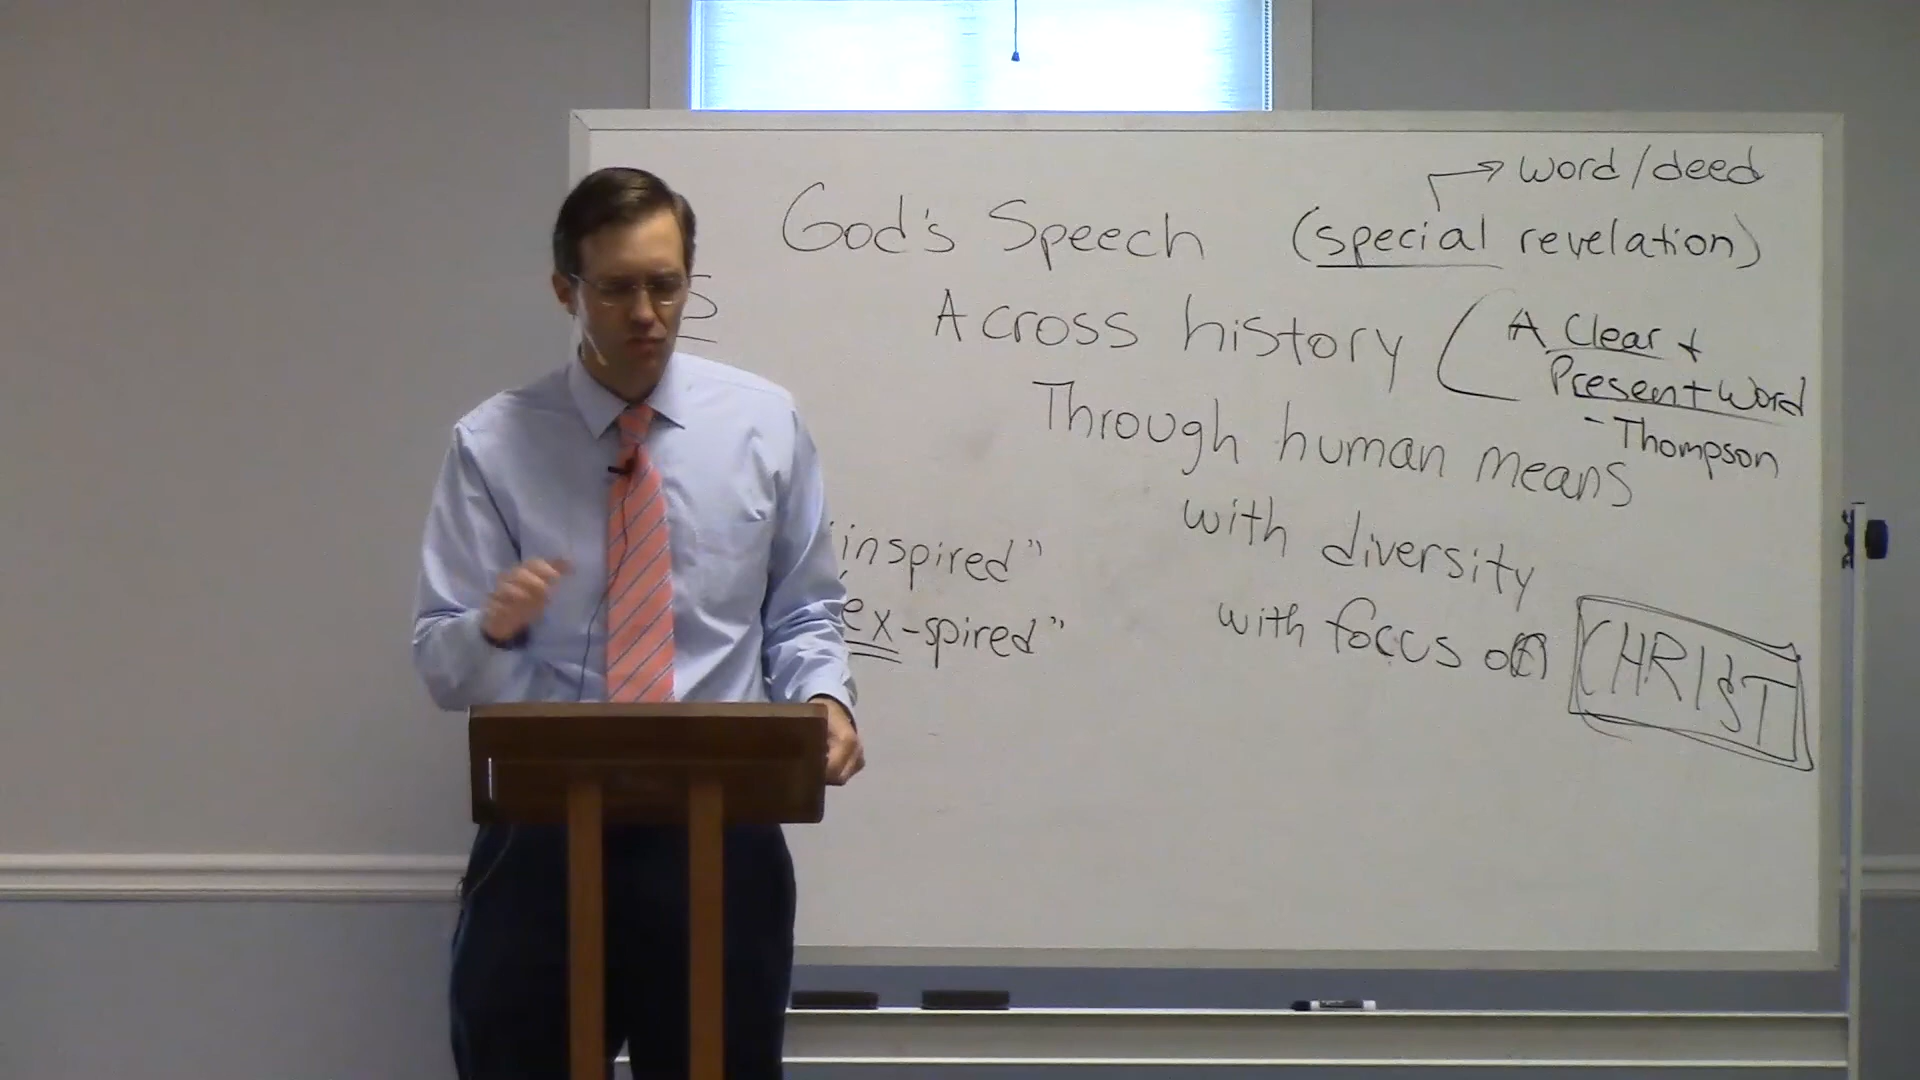 word/deed
God's Speech (special revelation)
Across history
A Clear +
Present Word
- Thompson
Through human means
with diversity
with focus on CHRIST
"inspired"
"ex-spired"